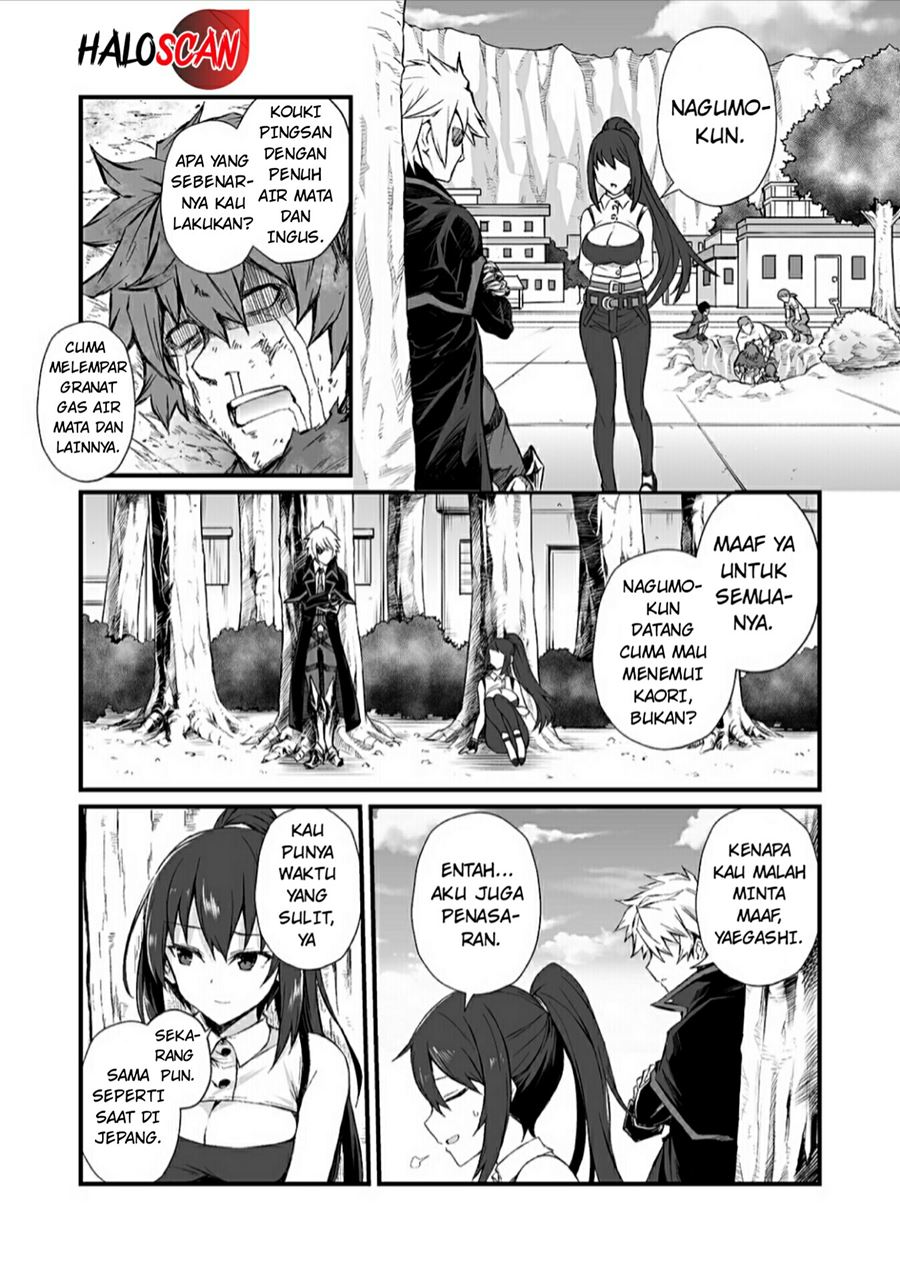 HALOSCAN
NAGUMO-
KUN.
KOUKI
PINGSAN
DENGAN
PENUH
AIR MATA
DAN
INGUS.
APA YANG
SEBENAR-
NYA KAU
LAKUKAN?
CUMA
MELEMPAR
GRANAT
GAS AIR
MATA DAN
LAINNYA.
MAAF YA
UNTUK
SEMUA-
NYA.
NAGUMO-
KUN
DATANG
CUMA MAU
MENEMUI
KAORI,
BUKAN?
KENAPA
KAU MALAH
MINTA
MAAF,
YAEGASHI.
ENTAH...
AKU JUGA
PENASA-
RAN.
KAU
PUNYA
WAKTU
YANG
SULIT,
YA
SEKA-
RANG
SAMA PUN.
SEPERTI
SAAT DI
JEPANG.